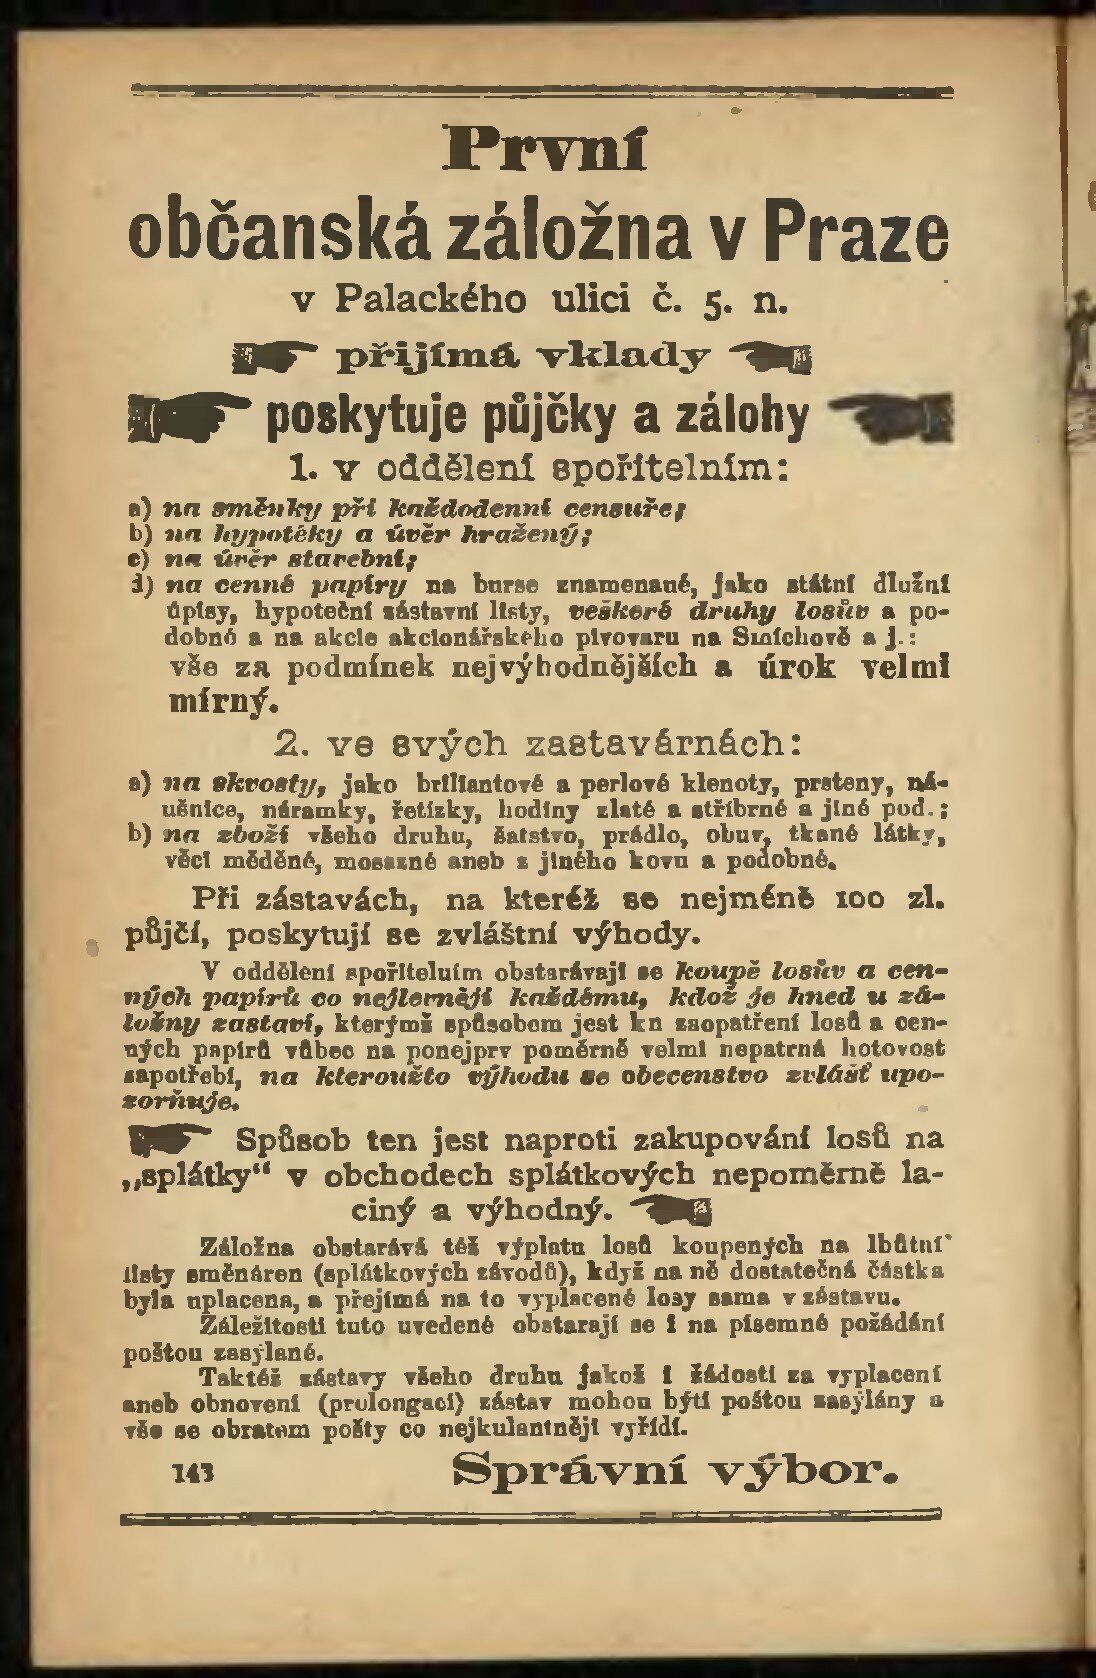 První
občanská záložna v Praze
v Palackého ulici č. 5. n.
přijímá vklady
poskytuje půjčky a zálohy
1. v oddělení spořitelním:
a) na směnky při každodenní censuře;
b) na hypotéky a úvěr hražený;
c) na úvěr starební;
d) na cenné papíry na burse znamenané, jako státní dlužní
úpisy, hypoteční zástavní listy, veškeré druhy losův a po-
dobné a na akcie akcionářského pivovaru na Smíchově a j.:
vše za podmínek nejvýhodnějších a úrok velmi
mírný.
2. ve svých zastavárnách:
a) na skvosty, jako briliantové a perlové klenoty, prsteny, ná-
ušnice, náramky, řetízky, hodiny zlaté a stříbrné a jiné pod.;
b) na zboží všeho druhu, šatstvo, prádlo, obuv, tkané látky,
věci měděné, mosazné aneb z jiného kovu a podobné.
Při zástavách, na kteréž se nejméně 100 zl.
půjčí, poskytují se zvláštní výhody.
V oddělení spořitelním obstarávají se koupě losův a cen-
ných papírů co nejlevněji každému, kdož je hned u zá-
ložny zastaví, kterýmž způsobem jest kn zaopatření losů a cen-
ných papírů vůbec na ponejprv poměrně velmi nepatrná hotovost
zapotřebí, na kteroužto výhodu se obecenstvo zvlášť upo-
zorňuje.
Spůsob ten jest naproti zakupování losů na
„splátky“ v obchodech splátkových nepoměrně la-
ciný a výhodný.
Záložna obstarává též výplatu losů koupených na lhůtní
listy směnáren (splátkových závodů), když na ně dostatečná částka
byla uplacena, a přejímá na to vyplacené losy sama v zástavu.
Záležitosti tuto uvedené obstarají se i na písemné požádání
poštou zasýlané.
Taktéž zástavy všeho druhu jakož i žádosti za vyplacení
aneb obnovení (prolongaci) zástav mohou býti poštou zasýlány a
vše se obratem pošty co nejkulantněji vyřídí.
143 Správní výbor.